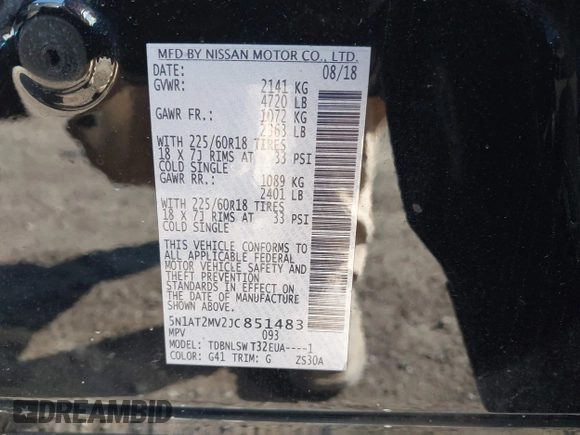 MFD BY NISSAN MOTOR CO., LTD.
DATE: 08/18
GVWR: 2141 KG
4720 LB
GAWR FR.: 1072 KG
2363 LB
WITH 225/60R18 TIRES
18 X 7J RIMS AT 33 PSI
COLD SINGLE
GAWR RR.: 1089 KG
2401 LB
WITH 225/60R18 TIRES
18 X 7J RIMS AT 33 PSI
COLD SINGLE
THIS VEHICLE CONFORMS TO
ALL APPLICABLE FEDERAL
MOTOR VEHICLE SAFETY AND
THEFT PREVENTION
STANDARDS IN EFFECT ON
THE DATE OF MANUFACTURE
SHOWN ABOVE.
5N1AT2MV2JC851483
MPV 093
MODEL: TDBNLSW T32EUA----1
COLOR: G41 TRIM: G ZS30A
DREAMBID